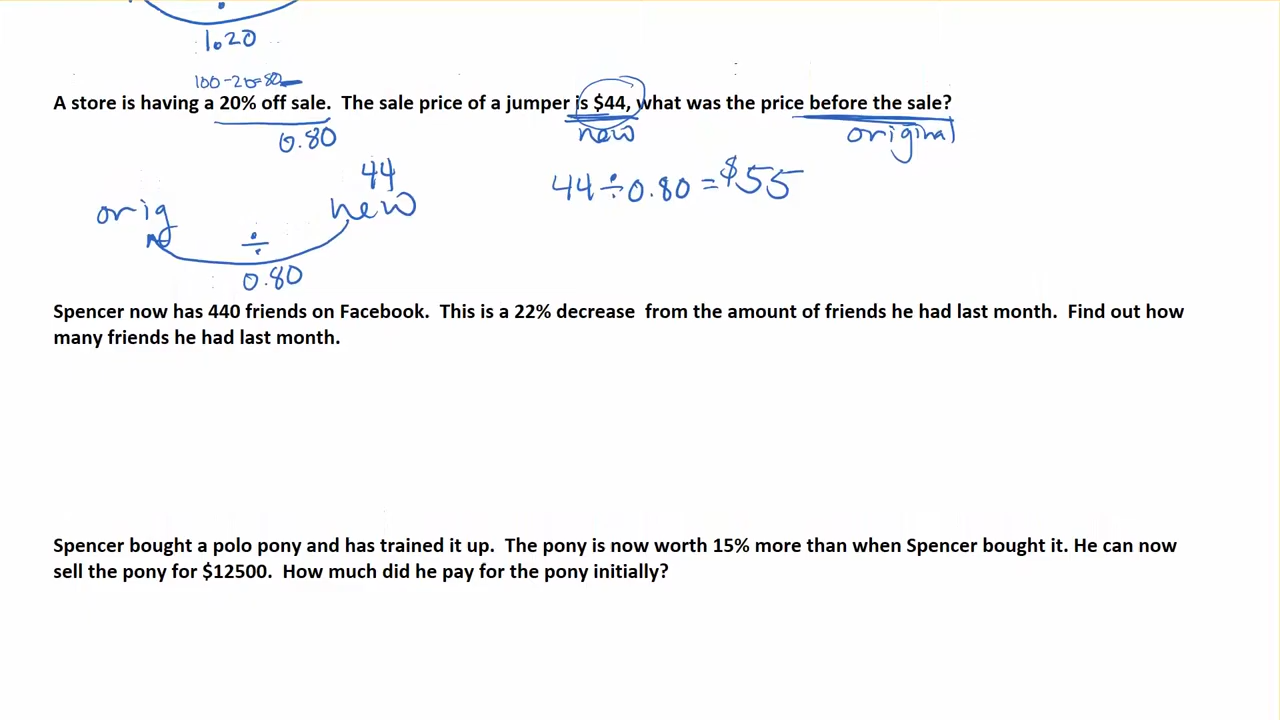 1.20
100-20=80
A store is having a 20% off sale. The sale price of a jumper is $44, what was the price before the sale?
0.80 new original
44 44÷0.80=$55
orig new
÷
0.80
Spencer now has 440 friends on Facebook. This is a 22% decrease from the amount of friends he had last month. Find out how
many friends he had last month.
Spencer bought a polo pony and has trained it up. The pony is now worth 15% more than when Spencer bought it. He can now
sell the pony for $12500. How much did he pay for the pony initially?